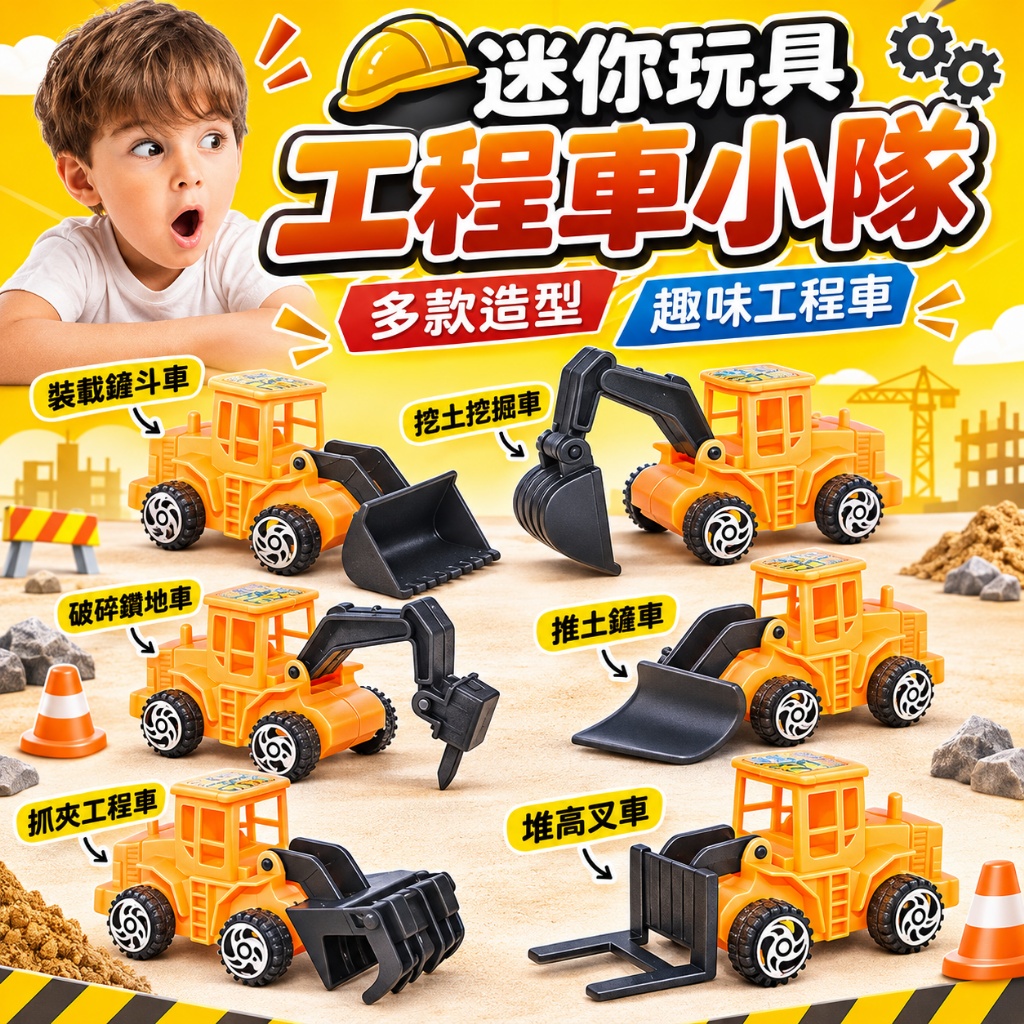 迷你玩具
工程車小隊
多款造型
趣味工程車
裝載鏟斗車
挖土挖掘車
破碎鑽地車
推土鏟車
抓夾工程車
堆高叉車